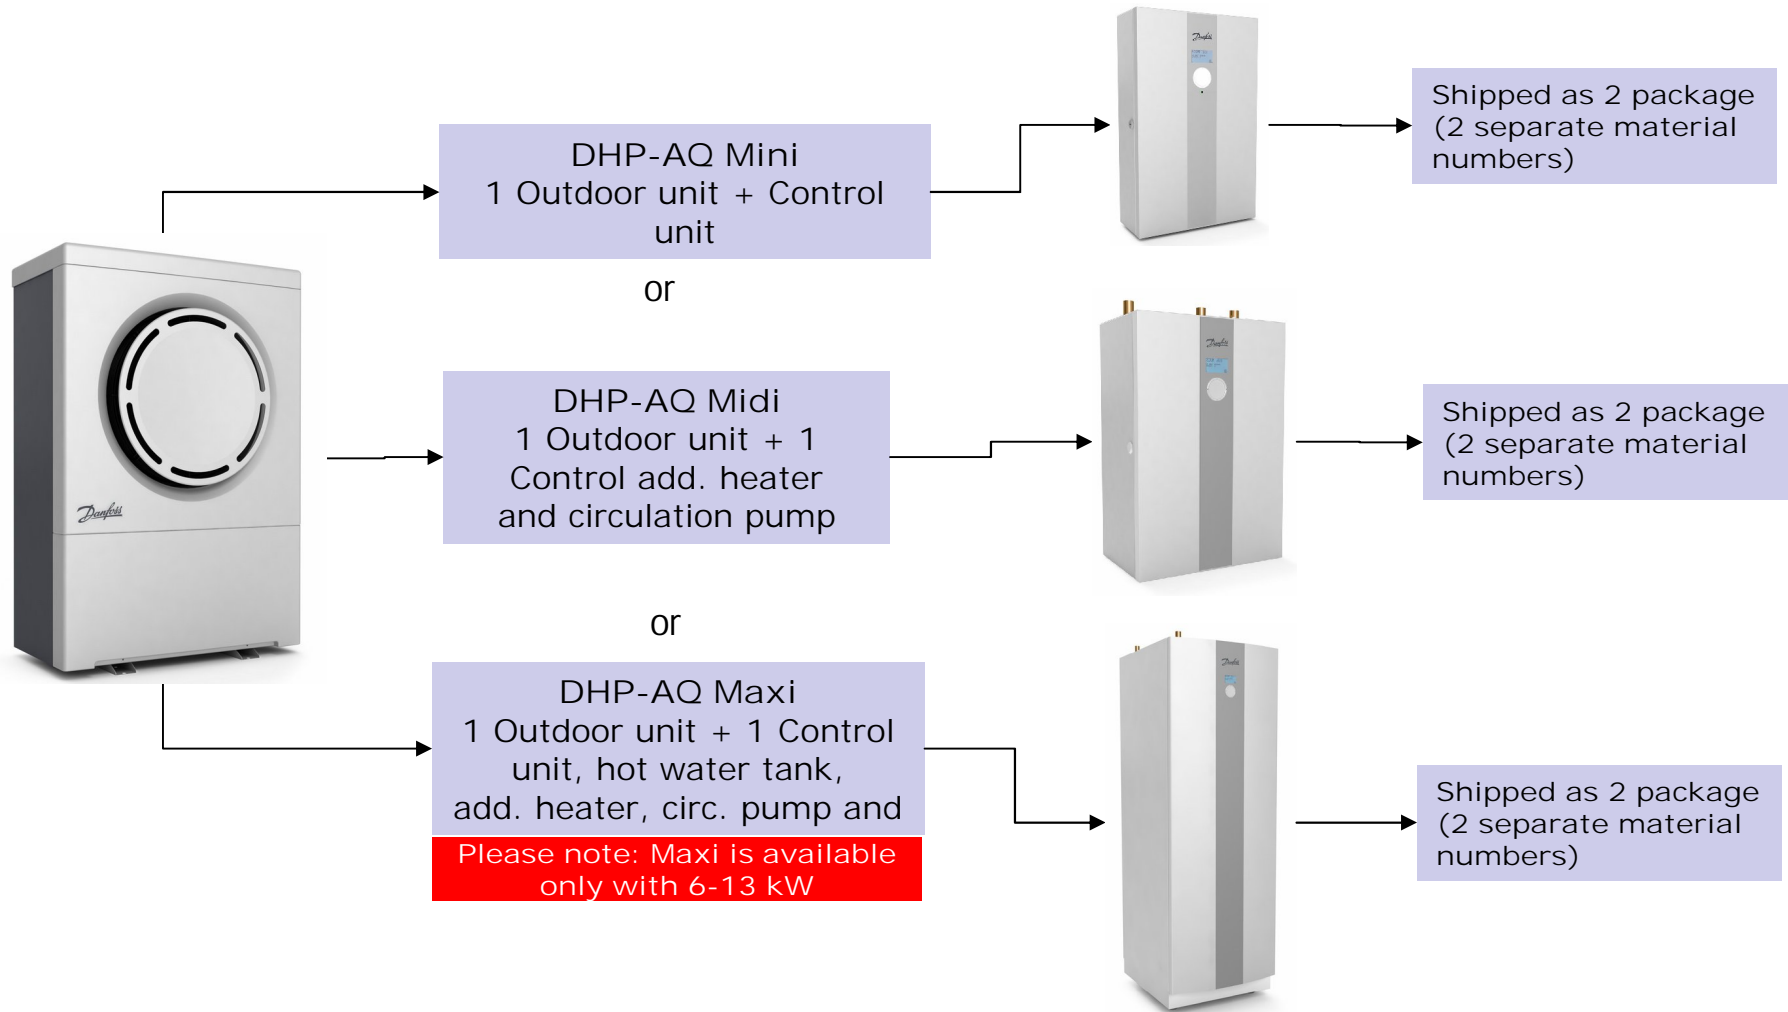 Danfoss
DHP-AQ Mini
1 Outdoor unit + Control
unit
or
DHP-AQ Midi
1 Outdoor unit + 1
Control add. heater
and circulation pump
or
DHP-AQ Maxi
1 Outdoor unit + 1 Control
unit, hot water tank,
add. heater, circ. pump and
Please note: Maxi is available
only with 6-13 kW
Danfoss
Shipped as 2 package
(2 separate material
numbers)
Danfoss
Shipped as 2 package
(2 separate material
numbers)
Danfoss
Shipped as 2 package
(2 separate material
numbers)